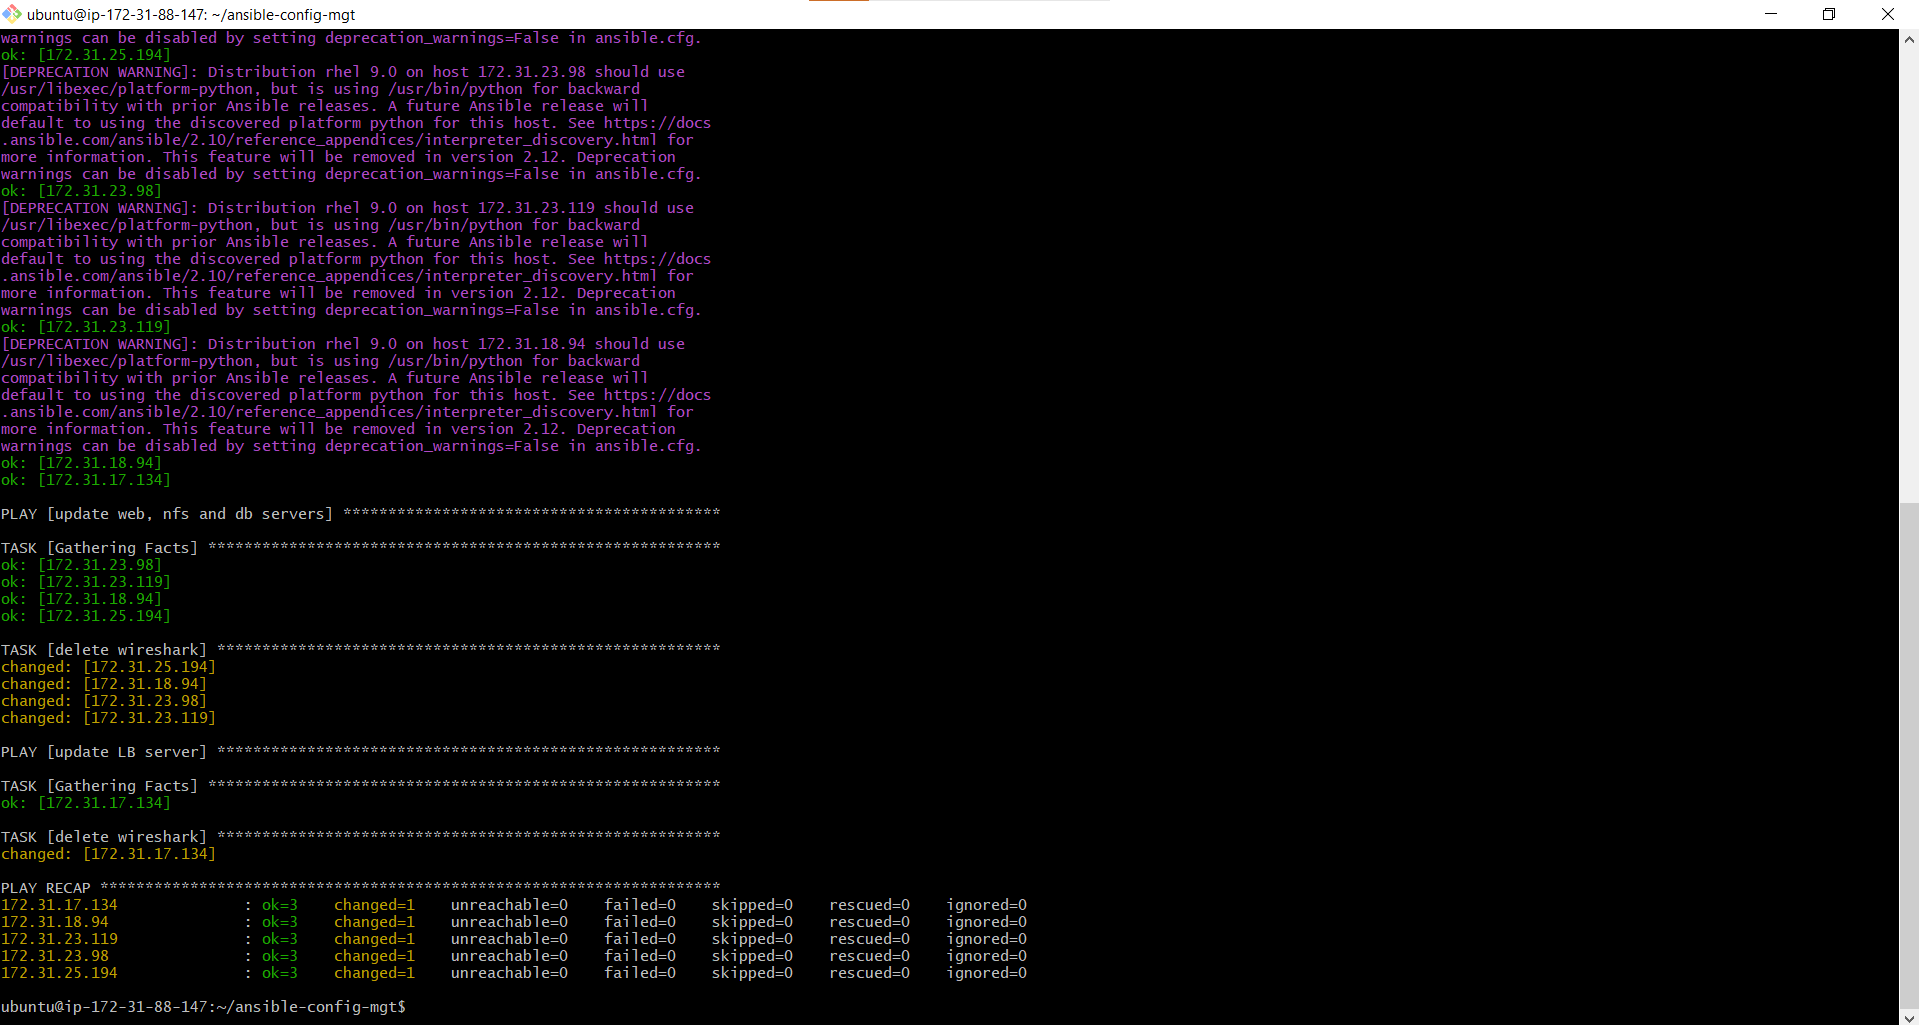 ubuntu@ip-172-31-88-147: ~/ansible-config-mgt
warnings can be disabled by setting deprecation_warnings=False in ansible.cfg.
ok: [172.31.25.194]
[DEPRECATION WARNING]: Distribution rhel 9.0 on host 172.31.23.98 should use
/usr/libexec/platform-python, but is using /usr/bin/python for backward
compatibility with prior Ansible releases. A future Ansible release will
default to using the discovered platform python for this host. See https://docs
.ansible.com/ansible/2.10/reference_appendices/interpreter_discovery.html for
more information. This feature will be removed in version 2.12. Deprecation
warnings can be disabled by setting deprecation_warnings=False in ansible.cfg.
ok: [172.31.23.98]
[DEPRECATION WARNING]: Distribution rhel 9.0 on host 172.31.23.119 should use
/usr/libexec/platform-python, but is using /usr/bin/python for backward
compatibility with prior Ansible releases. A future Ansible release will
default to using the discovered platform python for this host. See https://docs
.ansible.com/ansible/2.10/reference_appendices/interpreter_discovery.html for
more information. This feature will be removed in version 2.12. Deprecation
warnings can be disabled by setting deprecation_warnings=False in ansible.cfg.
ok: [172.31.23.119]
[DEPRECATION WARNING]: Distribution rhel 9.0 on host 172.31.18.94 should use
/usr/libexec/platform-python, but is using /usr/bin/python for backward
compatibility with prior Ansible releases. A future Ansible release will
default to using the discovered platform python for this host. See https://docs
.ansible.com/ansible/2.10/reference_appendices/interpreter_discovery.html for
more information. This feature will be removed in version 2.12. Deprecation
warnings can be disabled by setting deprecation_warnings=False in ansible.cfg.
ok: [172.31.18.94]
ok: [172.31.17.134]
PLAY [update web, nfs and db servers] ******************************************
TASK [Gathering Facts] *********************************************************
ok: [172.31.23.98]
ok: [172.31.23.119]
ok: [172.31.18.94]
ok: [172.31.25.194]
TASK [delete wireshark] ********************************************************
changed: [172.31.25.194]
changed: [172.31.18.94]
changed: [172.31.23.98]
changed: [172.31.23.119]
PLAY [update LB server] ********************************************************
TASK [Gathering Facts] *********************************************************
ok: [172.31.17.134]
TASK [delete wireshark] ********************************************************
changed: [172.31.17.134]
PLAY RECAP *********************************************************************
172.31.17.134 : ok=3 changed=1 unreachable=0 failed=0 skipped=0 rescued=0 ignored=0
172.31.18.94 : ok=3 changed=1 unreachable=0 failed=0 skipped=0 rescued=0 ignored=0
172.31.23.119 : ok=3 changed=1 unreachable=0 failed=0 skipped=0 rescued=0 ignored=0
172.31.23.98 : ok=3 changed=1 unreachable=0 failed=0 skipped=0 rescued=0 ignored=0
172.31.25.194 : ok=3 changed=1 unreachable=0 failed=0 skipped=0 rescued=0 ignored=0
ubuntu@ip-172-31-88-147:~/ansible-config-mgt$